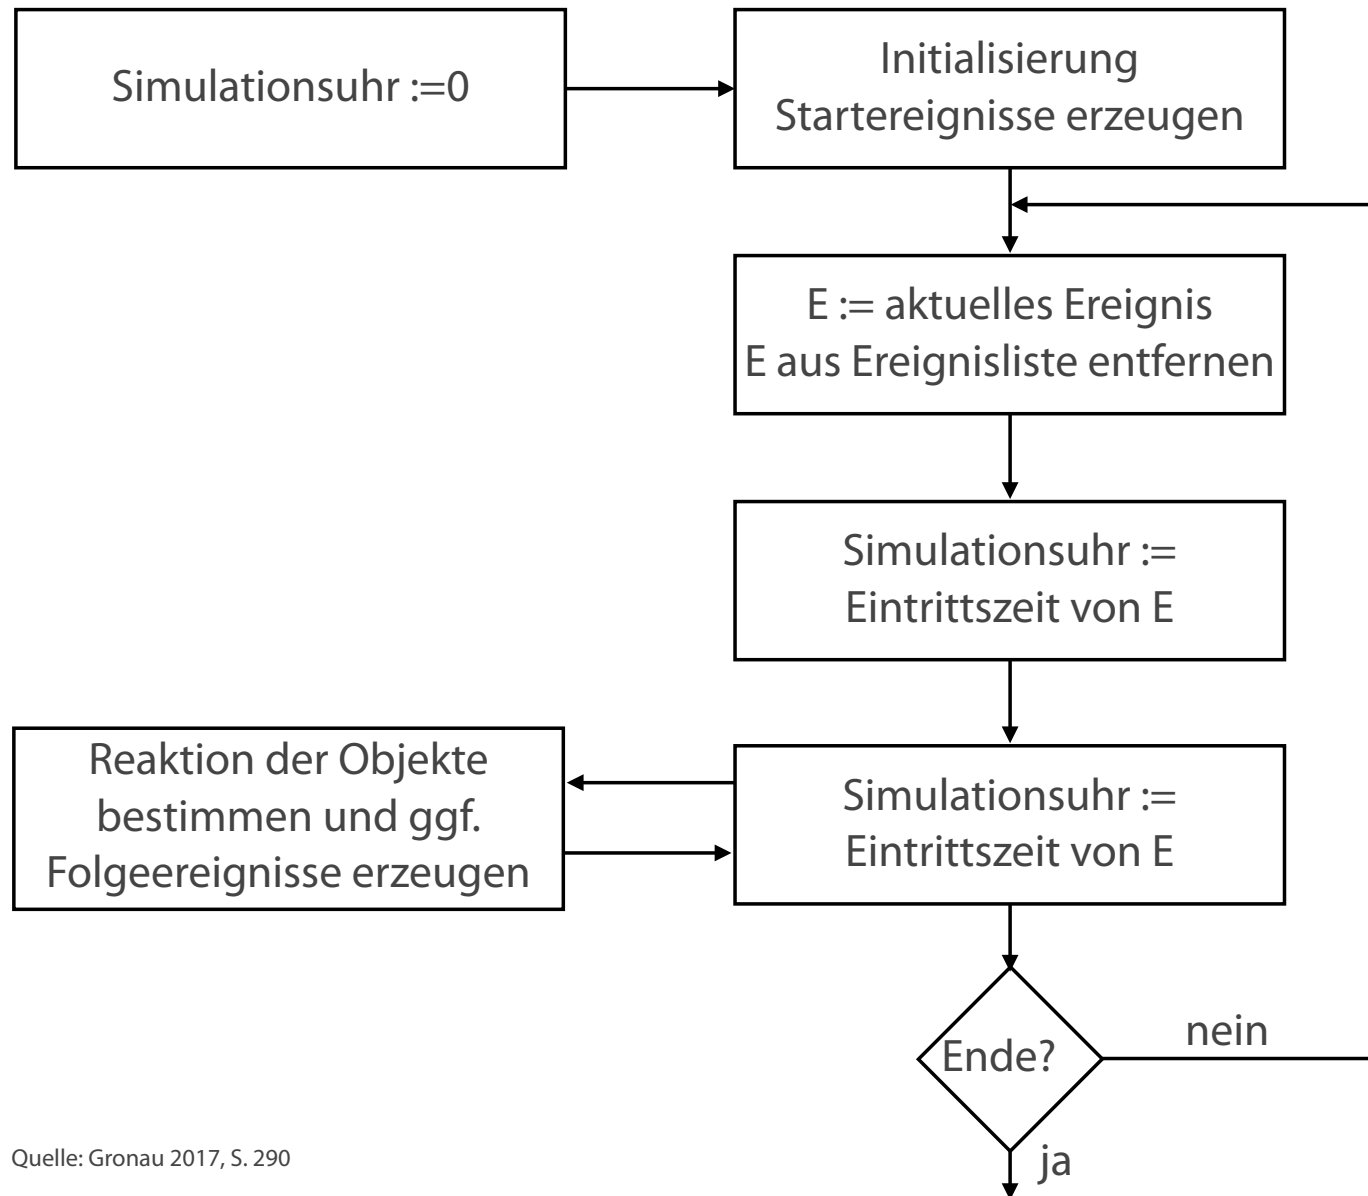 Simulationsuhr :=0
Initialisierung
Startereignisse erzeugen
E := aktuelles Ereignis
E aus Ereignisliste entfernen
Simulationsuhr :=
Eintrittszeit von E
Reaktion der Objekte
bestimmen und ggf.
Folgeereignisse erzeugen
Simulationsuhr :=
Eintrittszeit von E
Ende?
nein
ja
Quelle: Gronau 2017, S. 290